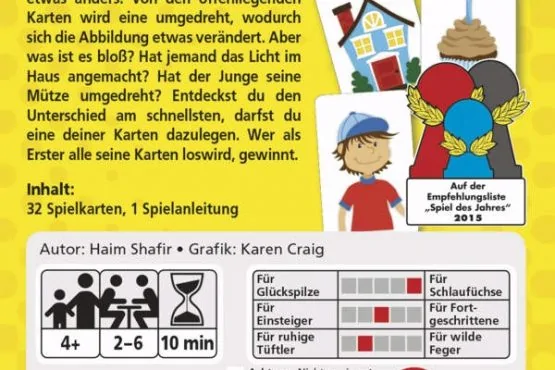 etwas anders. Von den offenliegenden
Karten wird eine umgedreht, wodurch
sich die Abbildung etwas verändert. Aber
was ist es bloß? Hat jemand das Licht im
Haus angemacht? Hat der Junge seine
Mütze umgedreht? Entdeckst du den
Unterschied am schnellsten, darfst du
eine deiner Karten dazulegen. Wer als
Erster alle seine Karten loswird, gewinnt.
Inhalt:
32 Spielkarten, 1 Spielanleitung
Auf der
Empfehlungsliste
„Spiel des Jahres“
2015
Autor: Haim Shafir • Grafik: Karen Craig
4+
2–6
10 min
Für Glückspilze
Für Schlaufüchse
Für Einsteiger
Für Fort-
geschrittene
Für ruhige
Tüftler
Für wilde
Feger